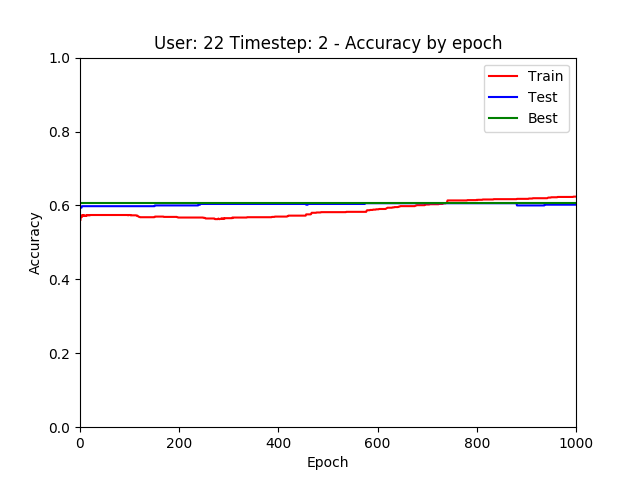 User: 22 Timestep: 2 - Accuracy by epoch
Train
Test
Best
1.0
0.8
0.6
0.4
0.2
0.0
Accuracy
0 200 400 600 800 1000
Epoch